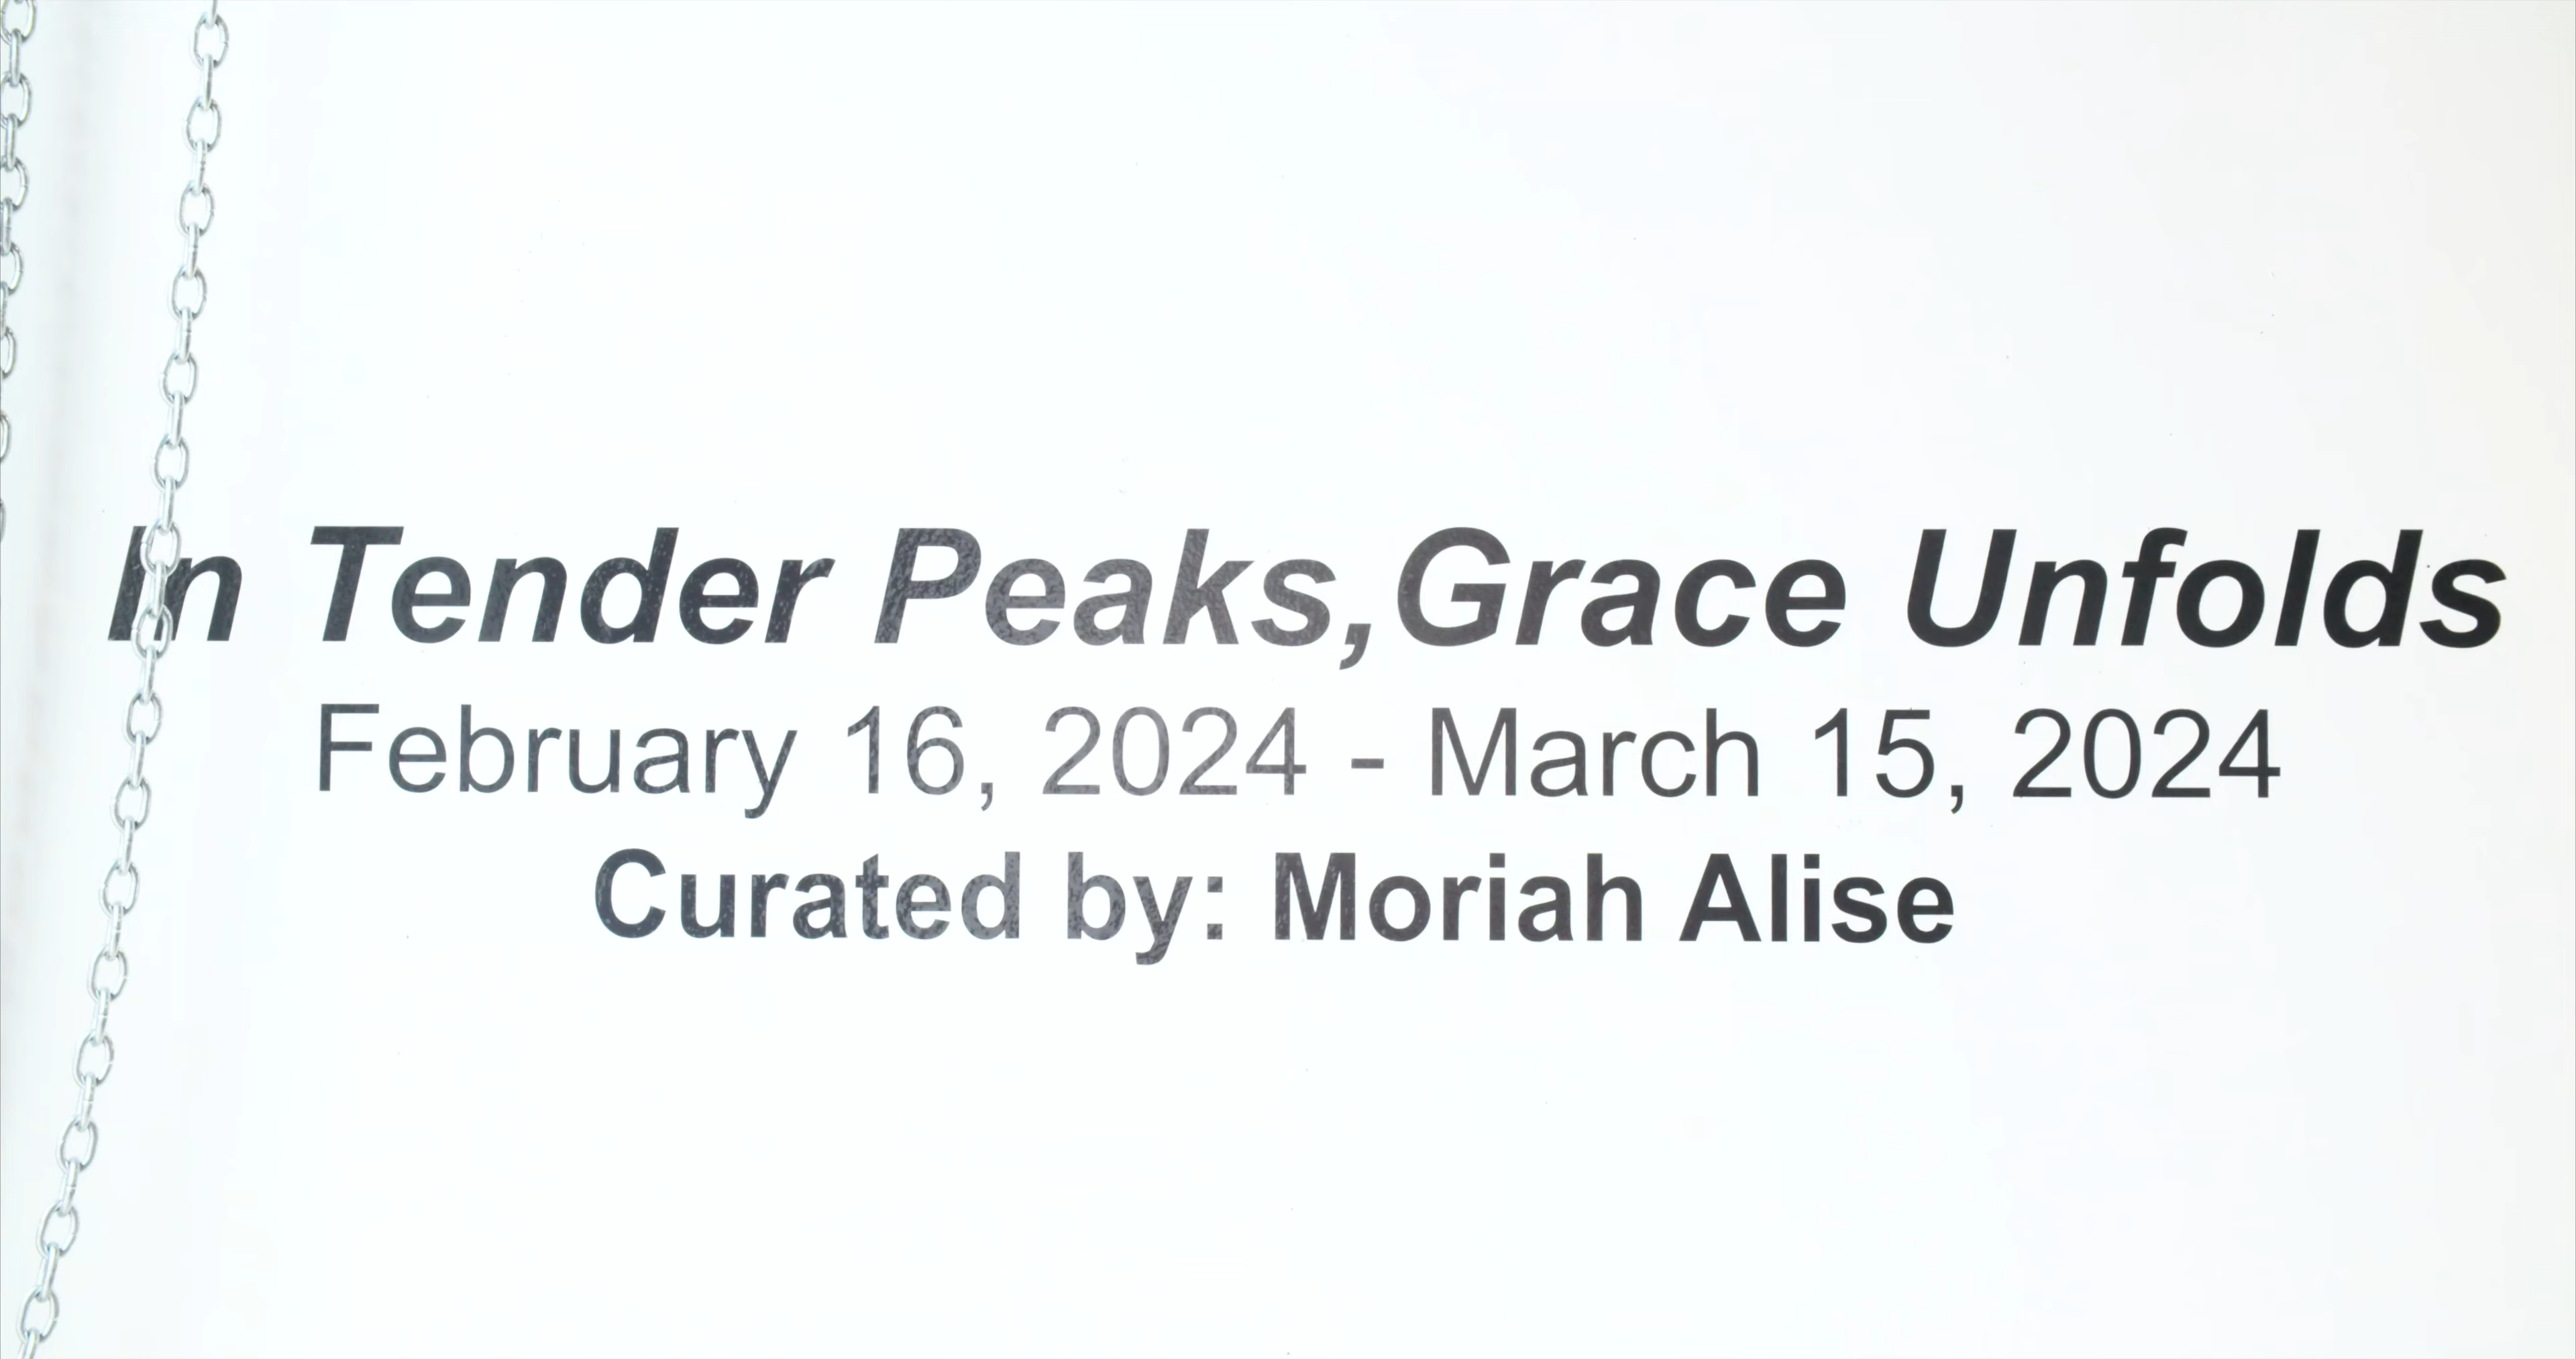 In Tender Peaks,Grace Unfolds
February 16, 2024 - March 15, 2024
Curated by: Moriah Alise